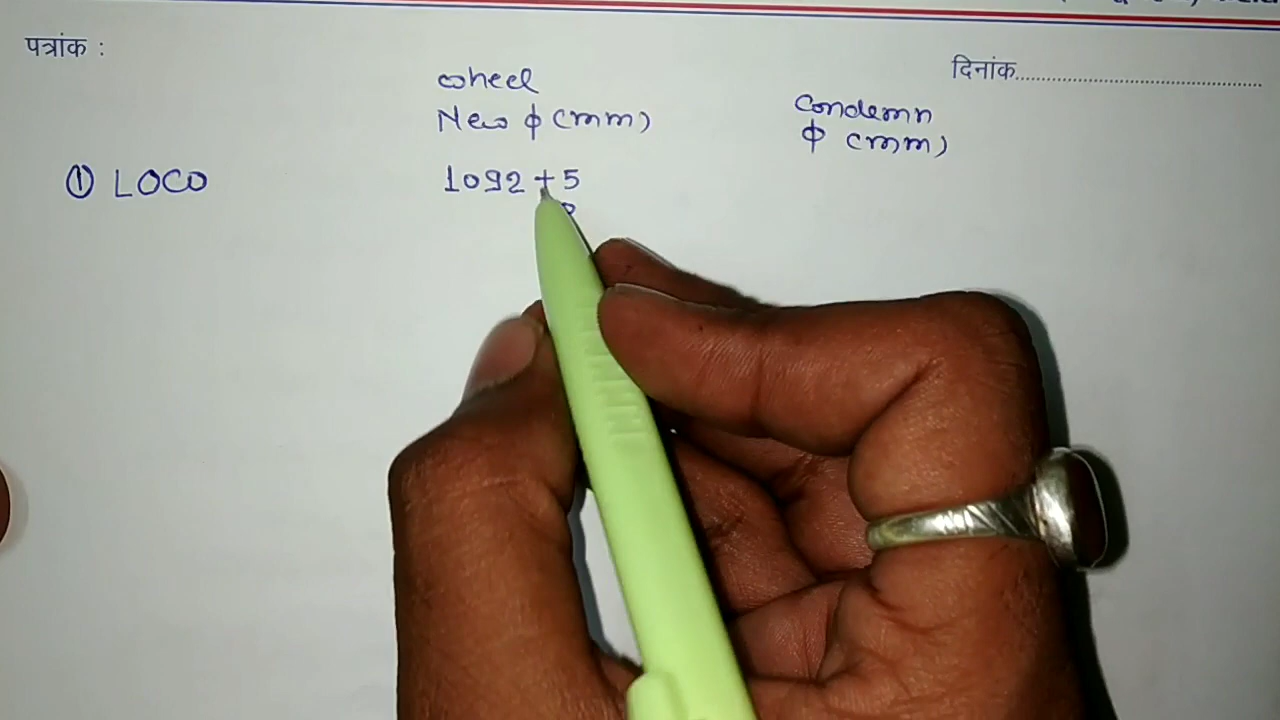 पत्रांक :
दिनांक
wheel
New ϕ (mm)
Condemn
ϕ (mm)
① LOCO
1092 + 5